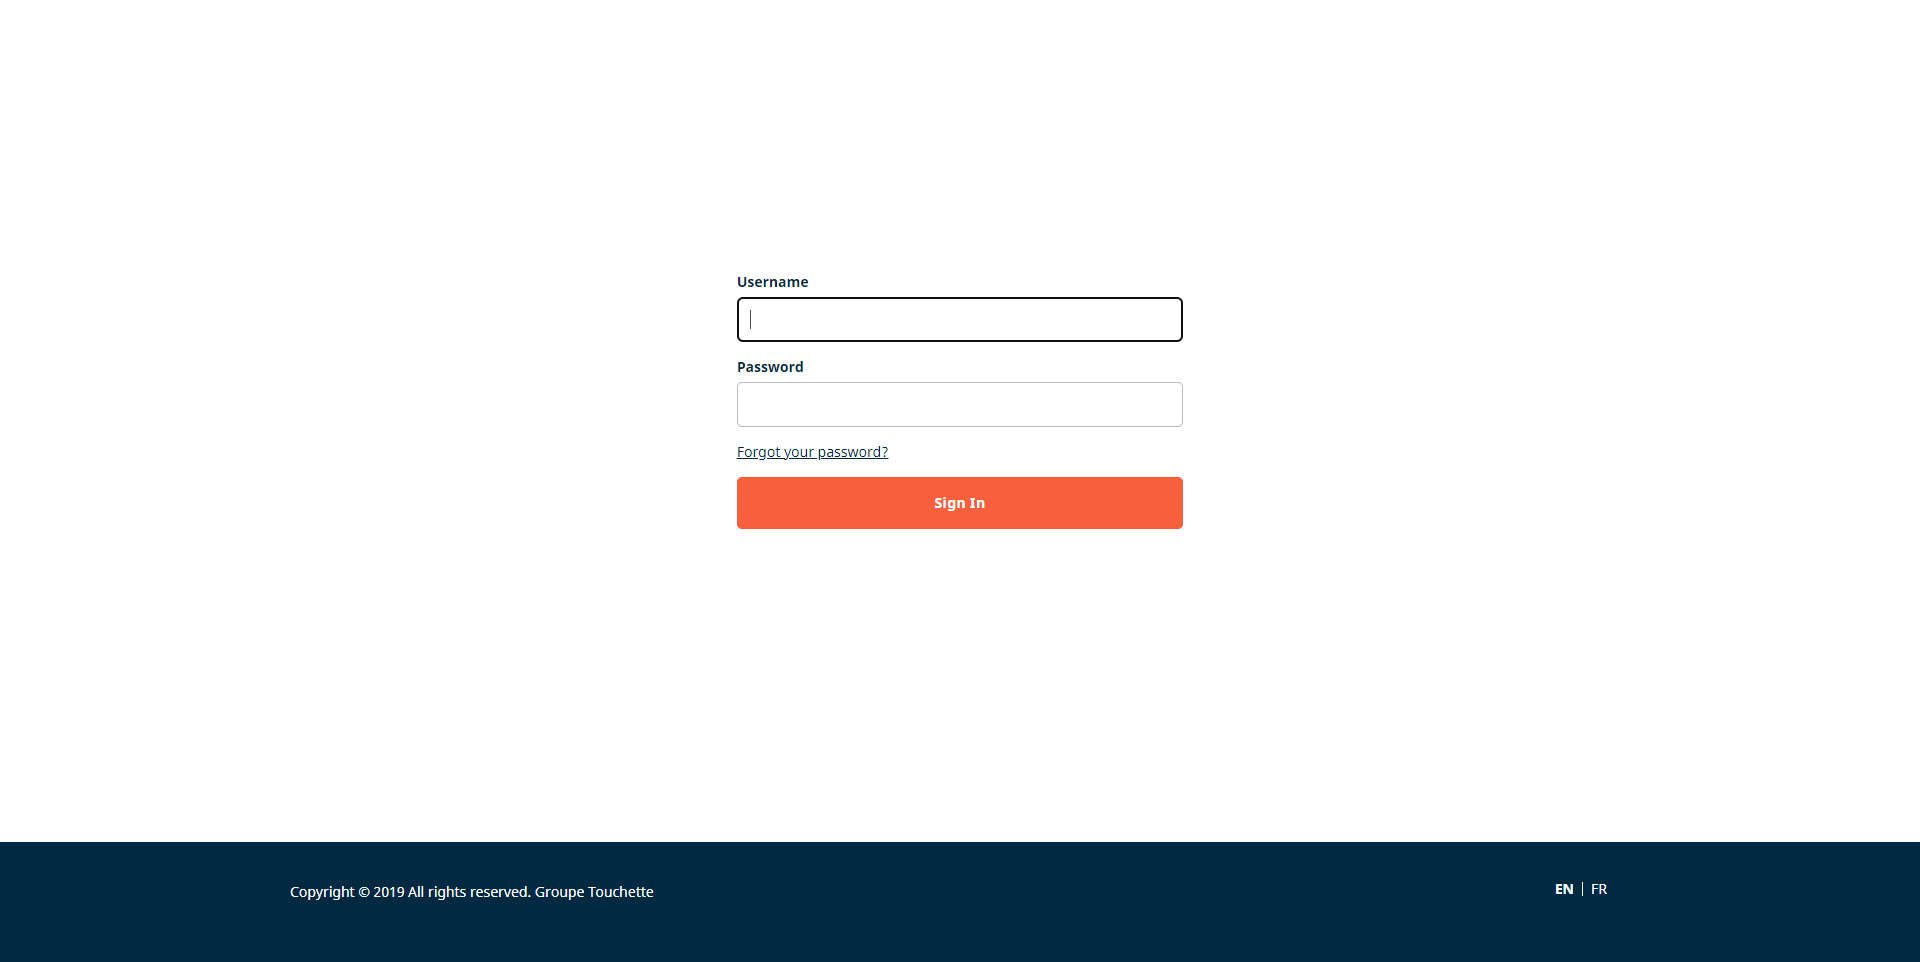 Username
Password
Forgot your password?
Sign In
Copyright © 2019 All rights reserved. Groupe Touchette
EN | FR